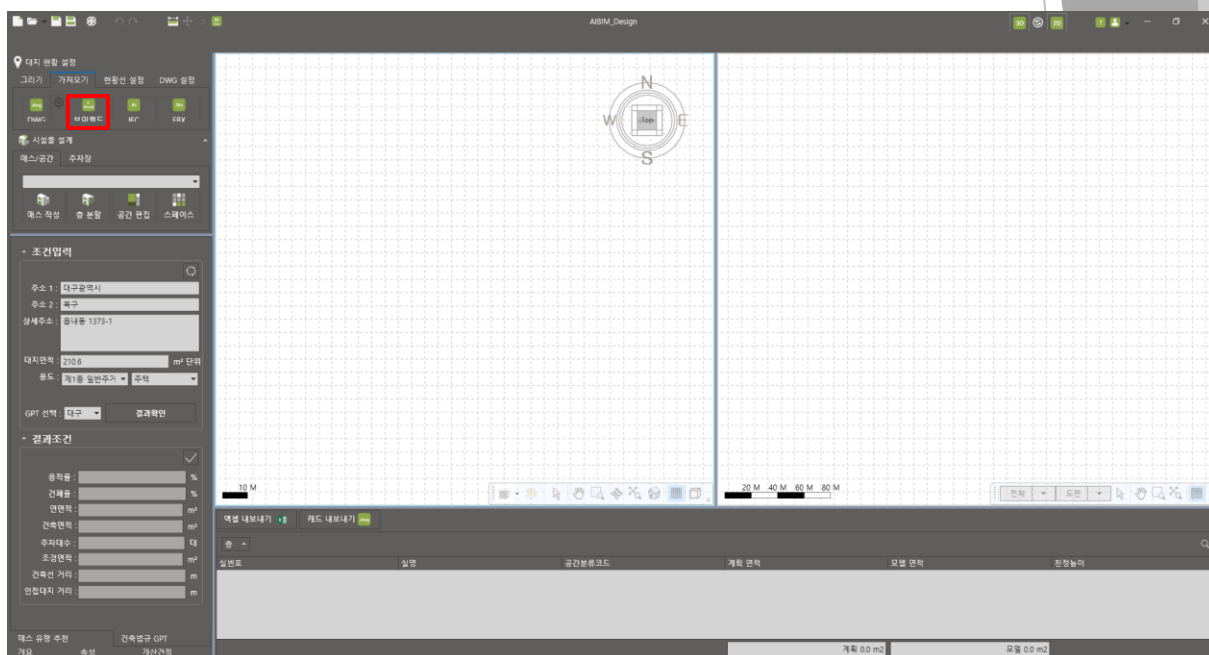 AIBIM_Design
3D
2D
대지 현황 설정
그리기 가져오기 현황선 설정 DWG 설정
DWG 브이월드 IFC FBX
시설물 설계
매스/공간 주차장
매스 작성 층 분할 공간 편집 스페이스
조건입력
주소 1 : 대구광역시
주소 2 : 북구
상세주소 : 읍내동 1373-1
대지면적 : 210.6 m² 단위
용도 : 제1종 일반주거 주택
GPT 선택 : 대구 결과확인
결과조건
용적율 : %
건폐율 : %
연면적 : m²
건축면적 : m²
주차대수 : 대
조경면적 : m²
건축선 거리 : m
인접대지 거리 : m
매스 유형 추천 건축법규 GPT
개요 속성 개산견적
N
W Top E
S
10 M
20 M 40 M 60 M 80 M
전체 도면
엑셀 내보내기 캐드 내보내기
층
실번호 실명 공간분류코드 계획 면적 모델 면적 천정높이
계획 0.0 m2 모델 0.0 m2